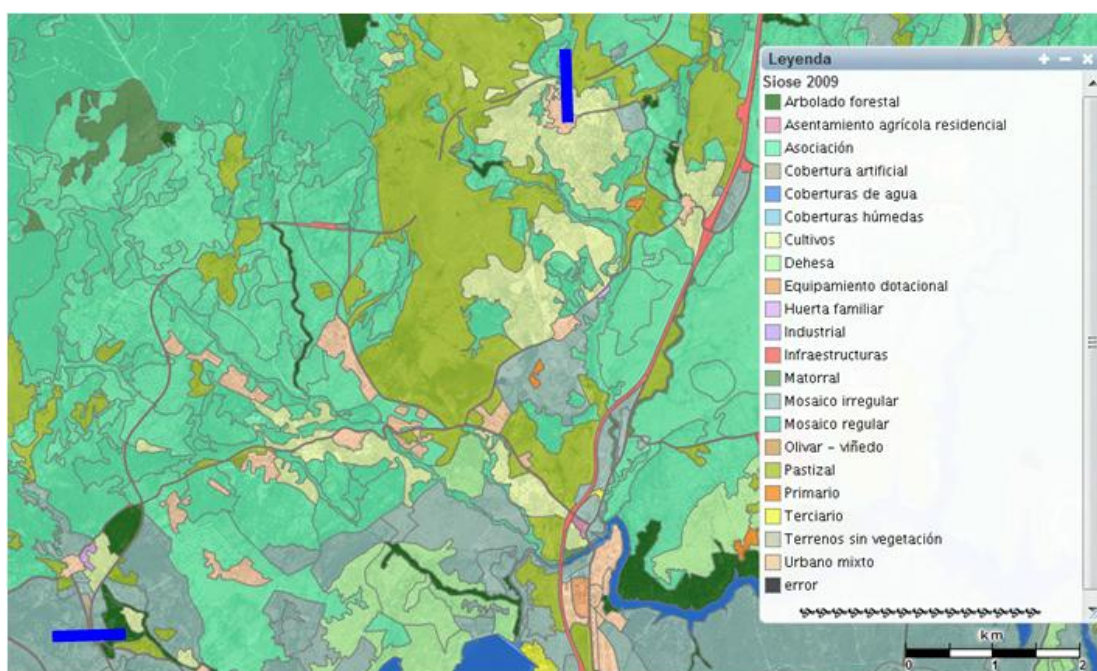 Leyenda
Siose 2009
Arbolado forestal
Asentamiento agrícola residencial
Asociación
Cobertura artificial
Coberturas de agua
Coberturas húmedas
Cultivos
Dehesa
Equipamiento dotacional
Huerta familiar
Industrial
Infraestructuras
Matorral
Mosaico irregular
Mosaico regular
Olivar – viñedo
Pastizal
Primario
Terciario
Terrenos sin vegetación
Urbano mixto
error
km
0
2